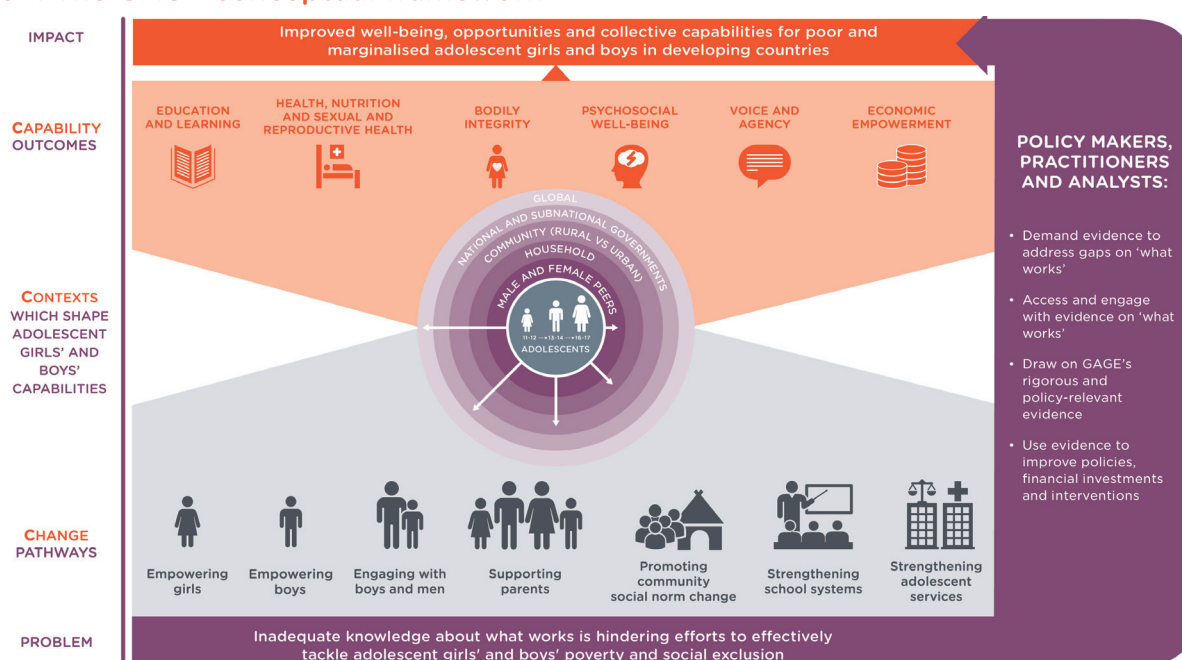 IMPACT
Improved well-being, opportunities and collective capabilities for poor and
marginalised adolescent girls and boys in developing countries
CAPABILITY
OUTCOMES
EDUCATION
AND LEARNING
HEALTH, NUTRITION
AND SEXUAL AND
REPRODUCTIVE HEALTH
BODILY
INTEGRITY
PSYCHOSOCIAL
WELL-BEING
VOICE AND
AGENCY
ECONOMIC
EMPOWERMENT
CONTEXTS
WHICH SHAPE
ADOLESCENT
GIRLS' AND
BOYS'
CAPABILITIES
GLOBAL
NATIONAL AND SUBNATIONAL GOVERNMENTS
COMMUNITY (RURAL VS URBAN)
HOUSEHOLD
MALE AND FEMALE PEERS
11-12 → 13-14 → 16-17
ADOLESCENTS
CHANGE
PATHWAYS
Empowering
girls
Empowering
boys
Engaging with
boys and men
Supporting
parents
Promoting
community
social norm change
Strengthening
school systems
Strengthening
adolescent
services
PROBLEM
Inadequate knowledge about what works is hindering efforts to effectively
tackle adolescent girls' and boys' poverty and social exclusion
POLICY MAKERS,
PRACTITIONERS
AND ANALYSTS:
• Demand evidence to
address gaps on ‘what
works’
• Access and engage
with evidence on ‘what
works’
• Draw on GAGE’s
rigorous and
policy-relevant
evidence
• Use evidence to
improve policies,
financial investments
and interventions